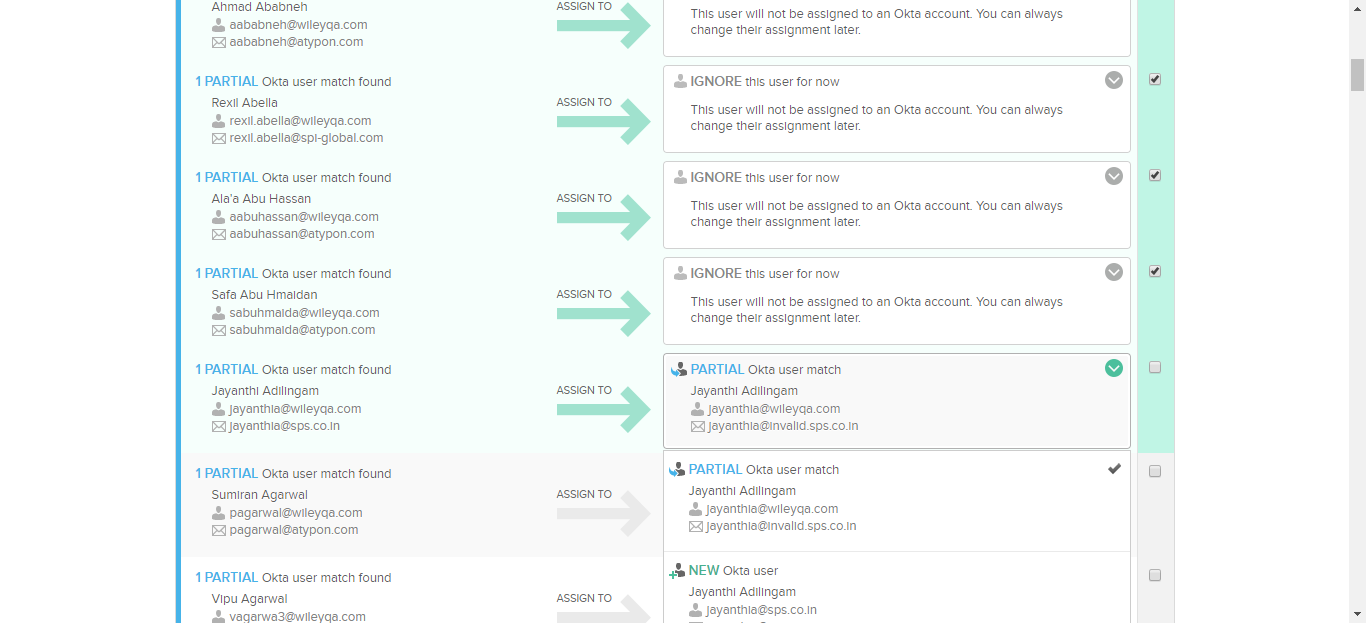 Ahmad Ababneh
aababneh@wileyqa.com
aababneh@atypon.com
ASSIGN TO
This user will not be assigned to an Okta account. You can always
change their assignment later.
1 PARTIAL Okta user match found
Rexil Abella
rexil.abella@wileyqa.com
rexil.abella@spi-global.com
ASSIGN TO
IGNORE this user for now
This user will not be assigned to an Okta account. You can always
change their assignment later.
1 PARTIAL Okta user match found
Ala'a Abu Hassan
aabuhassan@wileyqa.com
aabuhassan@atypon.com
ASSIGN TO
IGNORE this user for now
This user will not be assigned to an Okta account. You can always
change their assignment later.
1 PARTIAL Okta user match found
Safa Abu Hmaidan
sabuhmaida@wileyqa.com
sabuhmaida@atypon.com
ASSIGN TO
IGNORE this user for now
This user will not be assigned to an Okta account. You can always
change their assignment later.
1 PARTIAL Okta user match found
Jayanthi Adilingam
jayanthia@wileyqa.com
jayanthia@sps.co.in
ASSIGN TO
PARTIAL Okta user match
Jayanthi Adilingam
jayanthia@wileyqa.com
jayanthia@invalid.sps.co.in
1 PARTIAL Okta user match found
Sumiran Agarwal
pagarwal@wileyqa.com
pagarwal@atypon.com
ASSIGN TO
PARTIAL Okta user match
Jayanthi Adilingam
jayanthia@wileyqa.com
jayanthia@invalid.sps.co.in
1 PARTIAL Okta user match found
Vipu Agarwal
vagarwa3@wileyqa.com
ASSIGN TO
NEW Okta user
Jayanthi Adilingam
jayanthia@sps.co.in